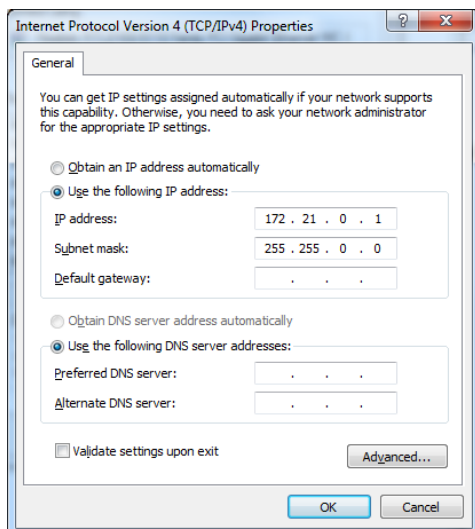 Internet Protocol Version 4 (TCP/IPv4) Properties
General
You can get IP settings assigned automatically if your network supports
this capability. Otherwise, you need to ask your network administrator
for the appropriate IP settings.
Obtain an IP address automatically
Use the following IP address:
IP address: 172 . 21 . 0 . 1
Subnet mask: 255 . 255 . 0 . 0
Default gateway: . . .
Obtain DNS server address automatically
Use the following DNS server addresses:
Preferred DNS server: . . .
Alternate DNS server: . . .
Validate settings upon exit
Advanced...
OK Cancel